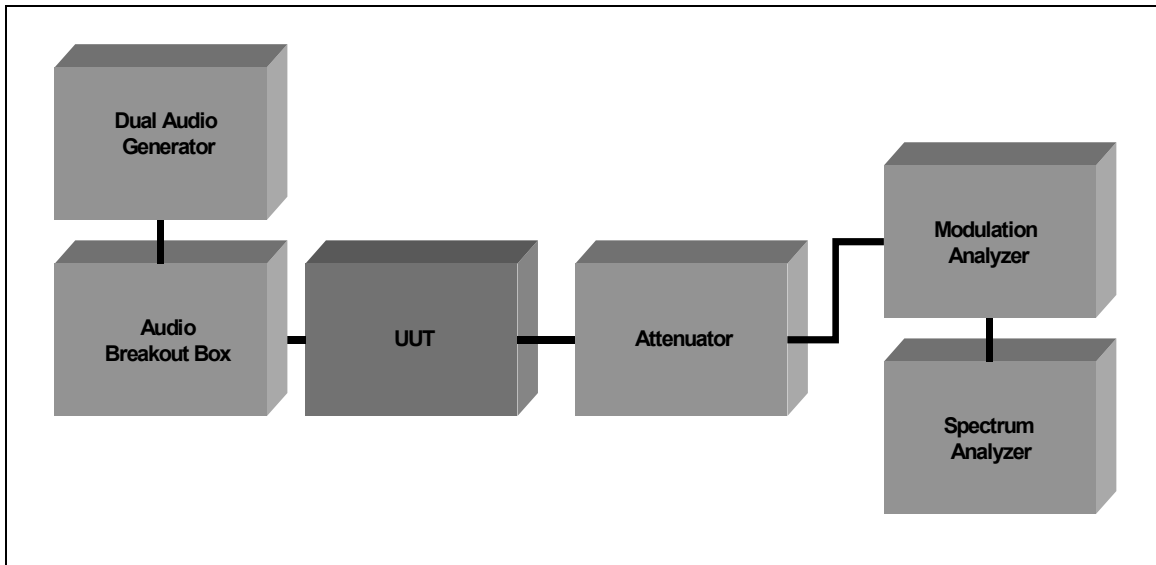 Dual Audio
Generator
Audio
Breakout Box
UUT
Attenuator
Modulation
Analyzer
Spectrum
Analyzer